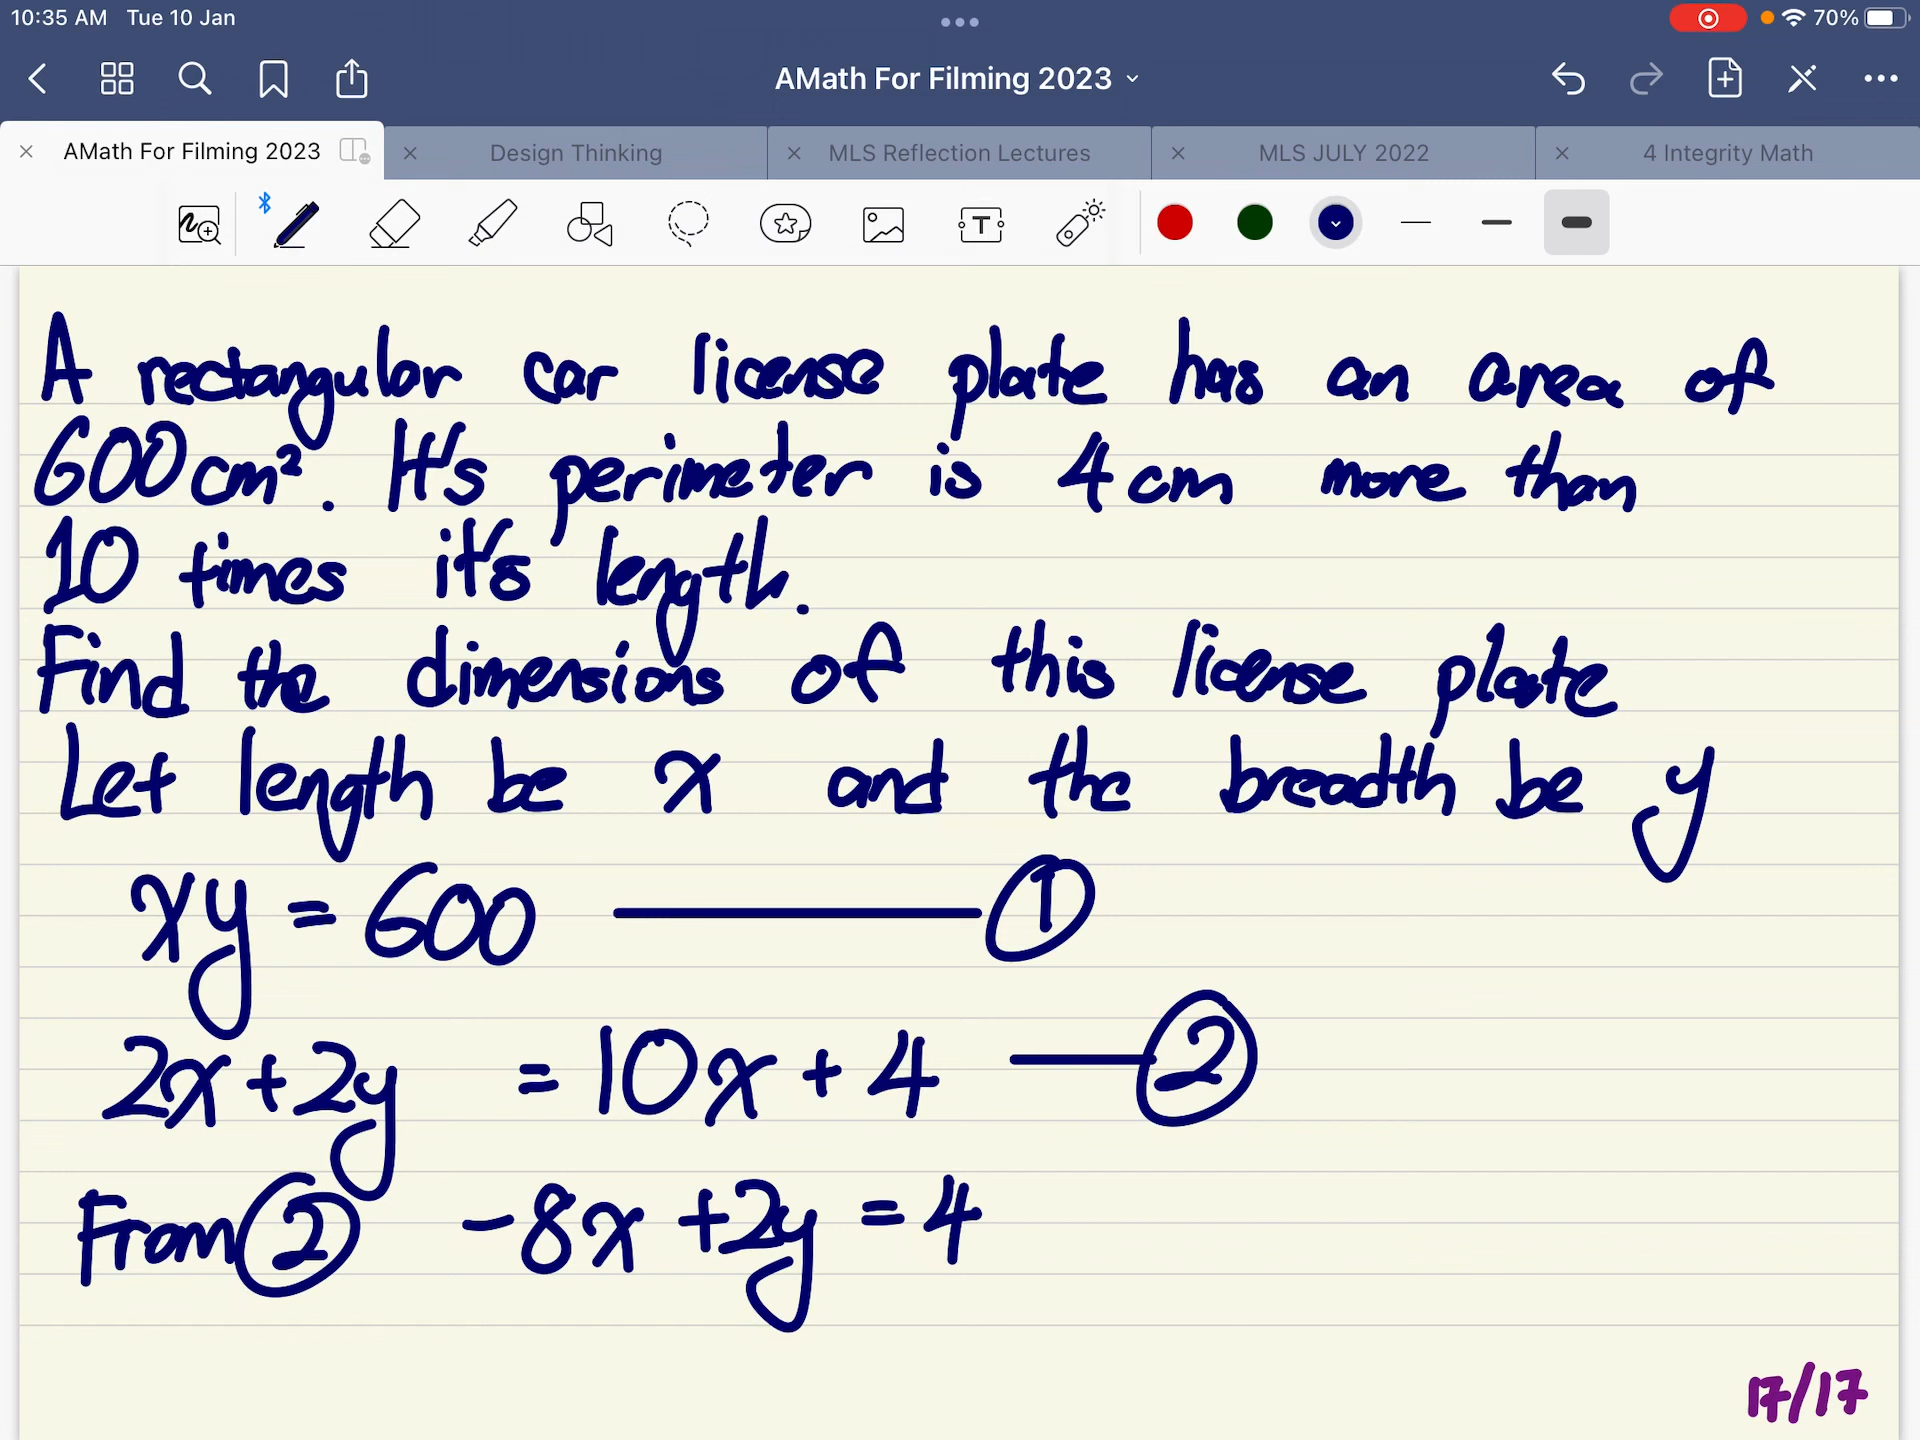 10:35 AM Tue 10 Jan
70%
AMath For Filming 2023
AMath For Filming 2023
Design Thinking
MLS Reflection Lectures
MLS JULY 2022
4 Integrity Math
T
A rectangular car license plate has an area of
600cm². It's perimeter is 4cm more than
10 times it's length.
Find the dimensions of this license plate
Let length be x and the breadth be y
xy = 600 ——— ①
2x+2y = 10x + 4 — ②
From ② -8x +2y = 4
17/17